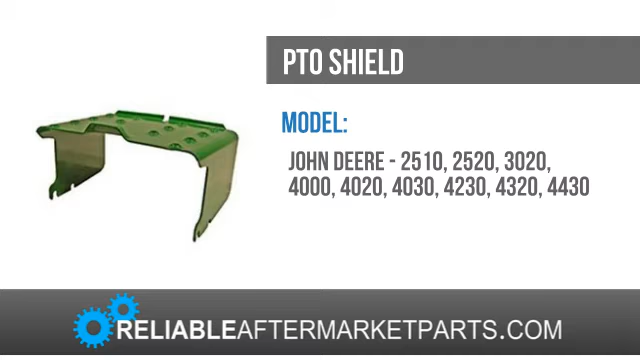 PTO SHIELD
MODEL:
JOHN DEERE - 2510, 2520, 3020,
4000, 4020, 4030, 4230, 4320, 4430
RELIABLEAFTERMARKETPARTS.COM